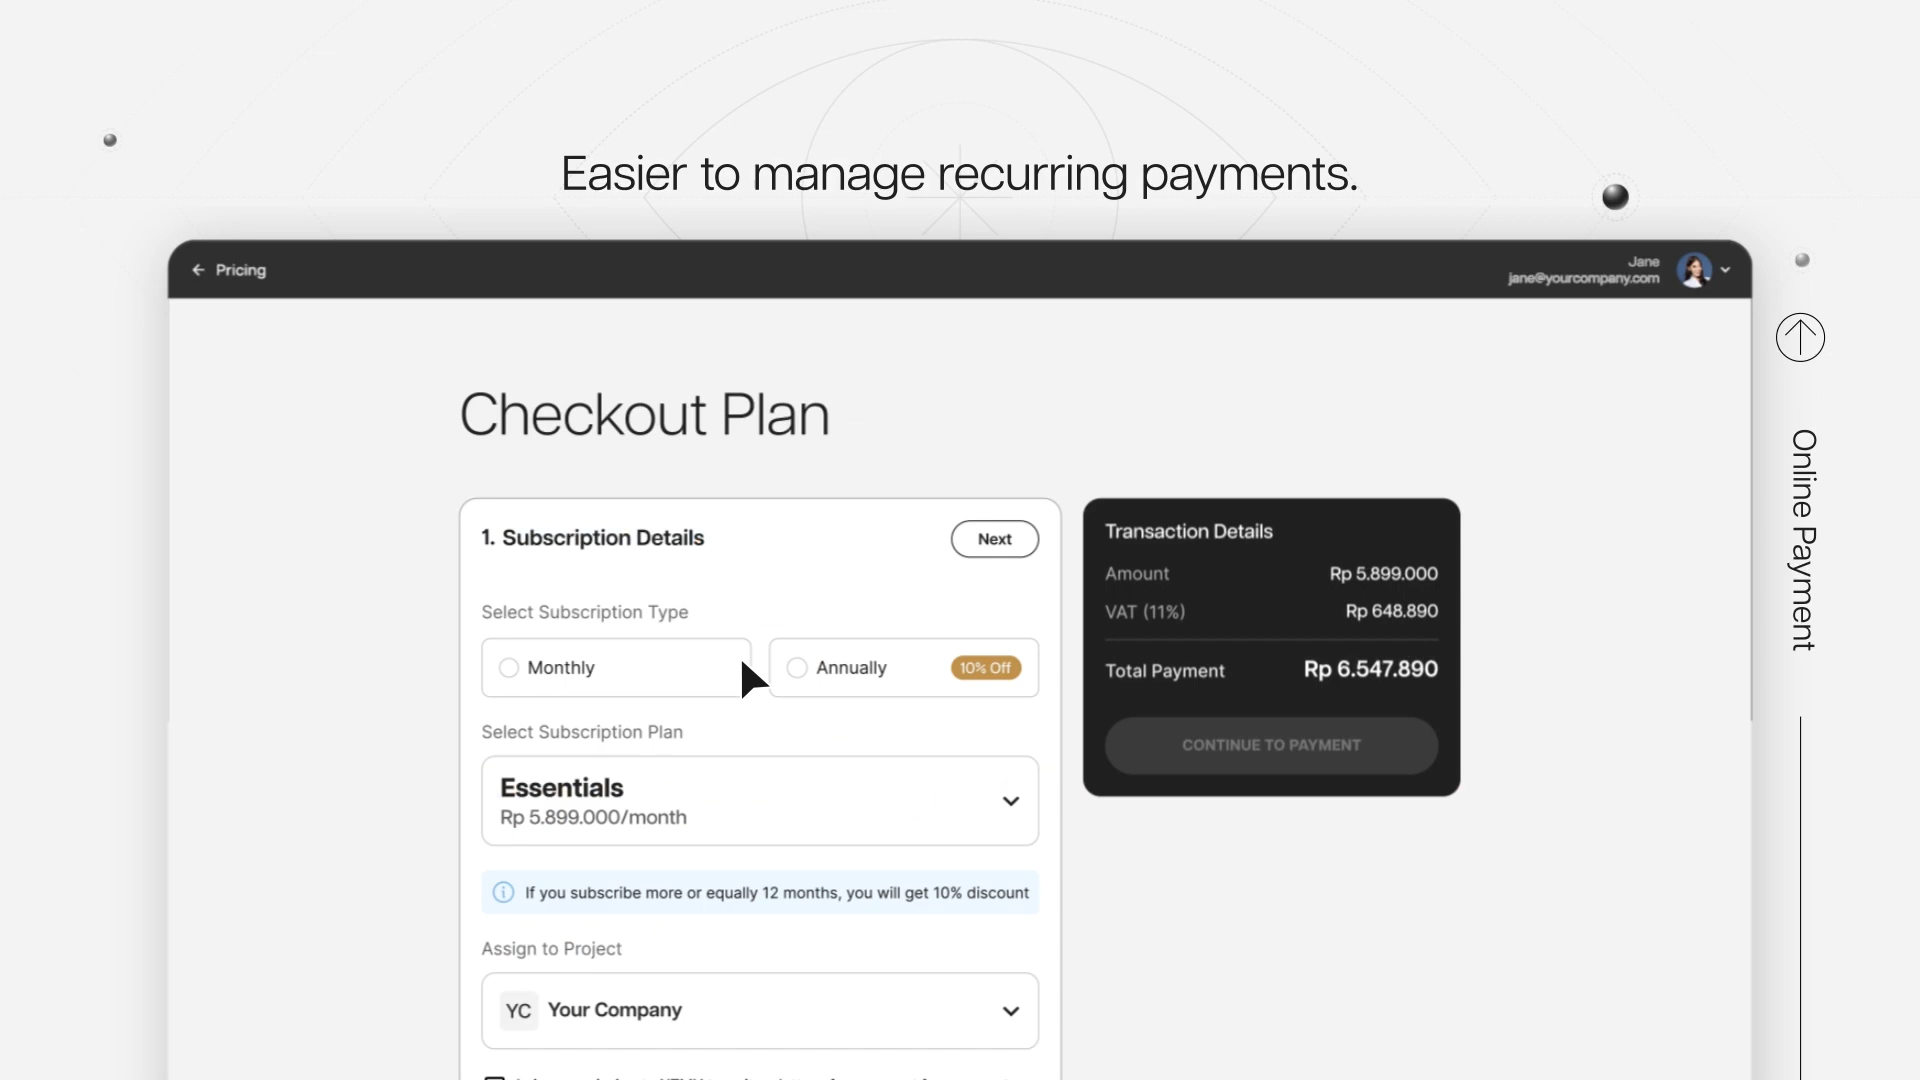 Easier to manage recurring payments.
Pricing
Jane
jane@yourcompany.com
Checkout Plan
1. Subscription Details
Next
Select Subscription Type
Monthly
Annually
10% Off
Select Subscription Plan
Essentials
Rp 5.899.000/month
If you subscribe more or equally 12 months, you will get 10% discount
Assign to Project
YC
Your Company
Transaction Details
Amount
Rp 5.899.000
VAT (11%)
Rp 648.890
Total Payment
Rp 6.547.890
CONTINUE TO PAYMENT
Online Payment